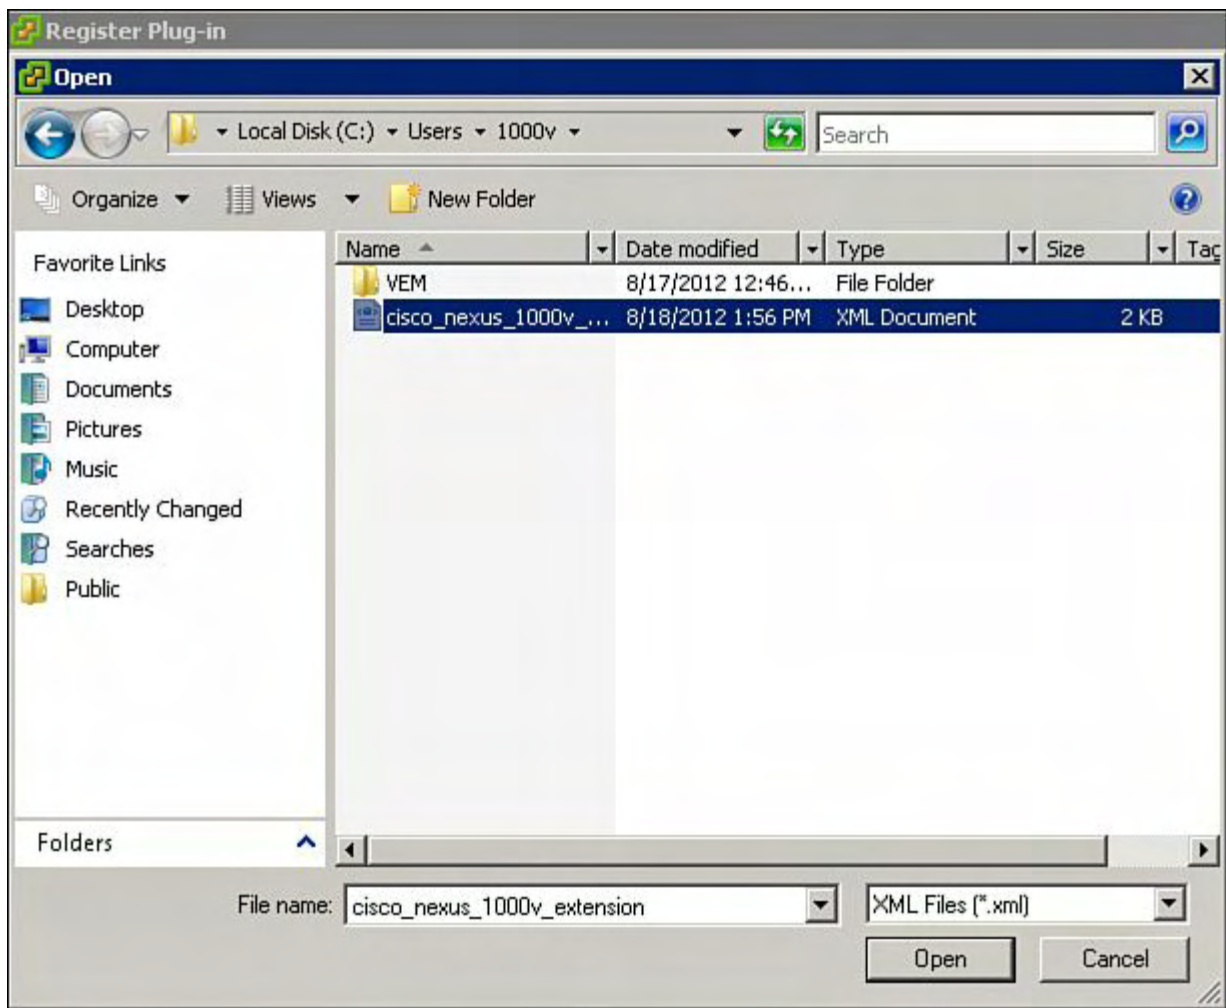 Register Plug-in
Open
Local Disk (C:) Users 1000v
Search
Organize Views New Folder
Favorite Links
Desktop
Computer
Documents
Pictures
Music
Recently Changed
Searches
Public
Folders
Name Date modified Type Size Tag
VEM 8/17/2012 12:46... File Folder
cisco_nexus_1000v_... 8/18/2012 1:56 PM XML Document 2 KB
File name: cisco_nexus_1000v_extension XML Files (*.xml)
Open Cancel